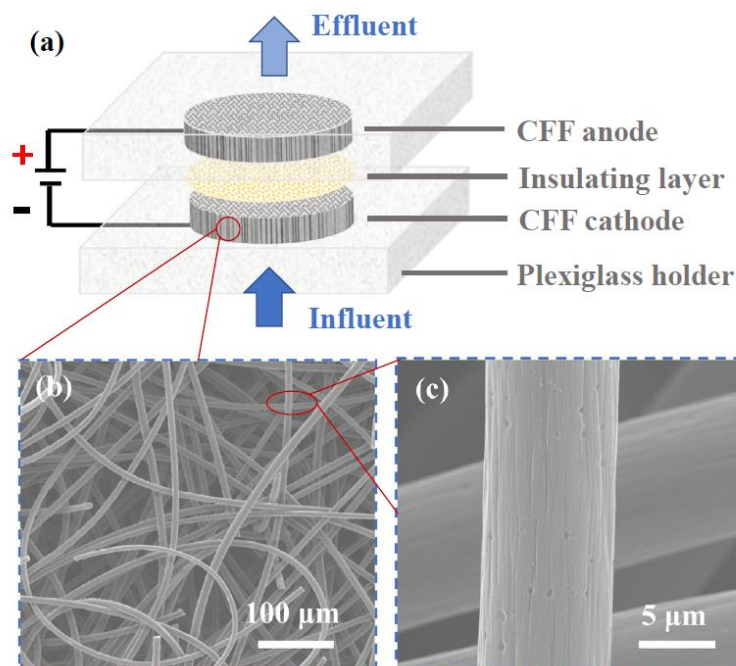 (a)
Effluent
+
-
CFF anode
Insulating layer
CFF cathode
Plexiglass holder
Influent
(b)
100 μm
(c)
5 μm